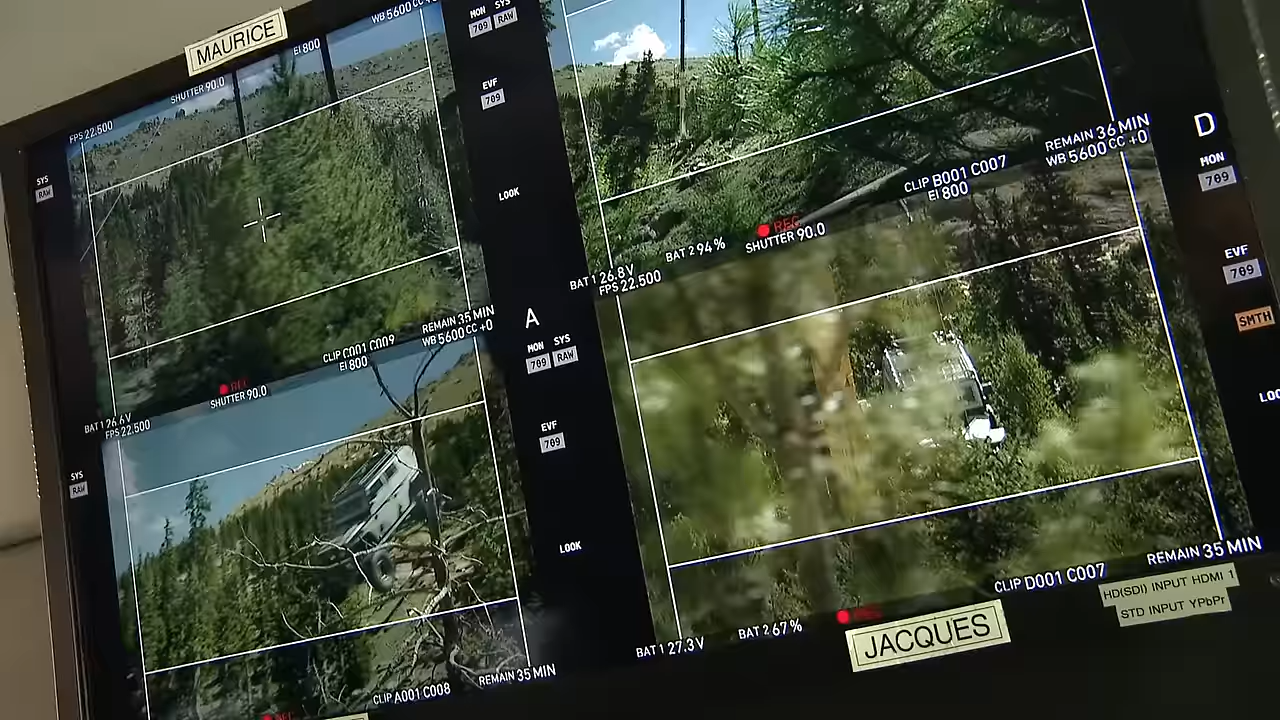 MAURICE
WB 5600 CC
EI 800
SHUTTER 90.0
FPS 22.500
SYS
RAW
MON SYS
709 RAW
EVF
709
LOOK
BAT 1 26.6 V
REC
CLIP C001 C009
REMAIN 35 MIN
BAT 1 26.8 V
BAT 2 94 %
REC
CLIP B001 C007
REMAIN 36 MIN
FPS 22.500
SHUTTER 90.0
EI 800
WB 5600 CC +0
SYS
RAW
A
MON SYS
709 RAW
EVF
709
LOOK
REC
CLIP A001 C008
REMAIN 35 MIN
FPS 22.500
SHUTTER 90.0
EI 800
WB 5600 CC +0
D
MON
709
EVF
709
SMTH
BAT 1 27.3 V
BAT 2 67 %
CLIP D001 C007
REMAIN 35 MIN
JACQUES
HD(SDI) INPUT HDMI 1
STD INPUT YPbPr